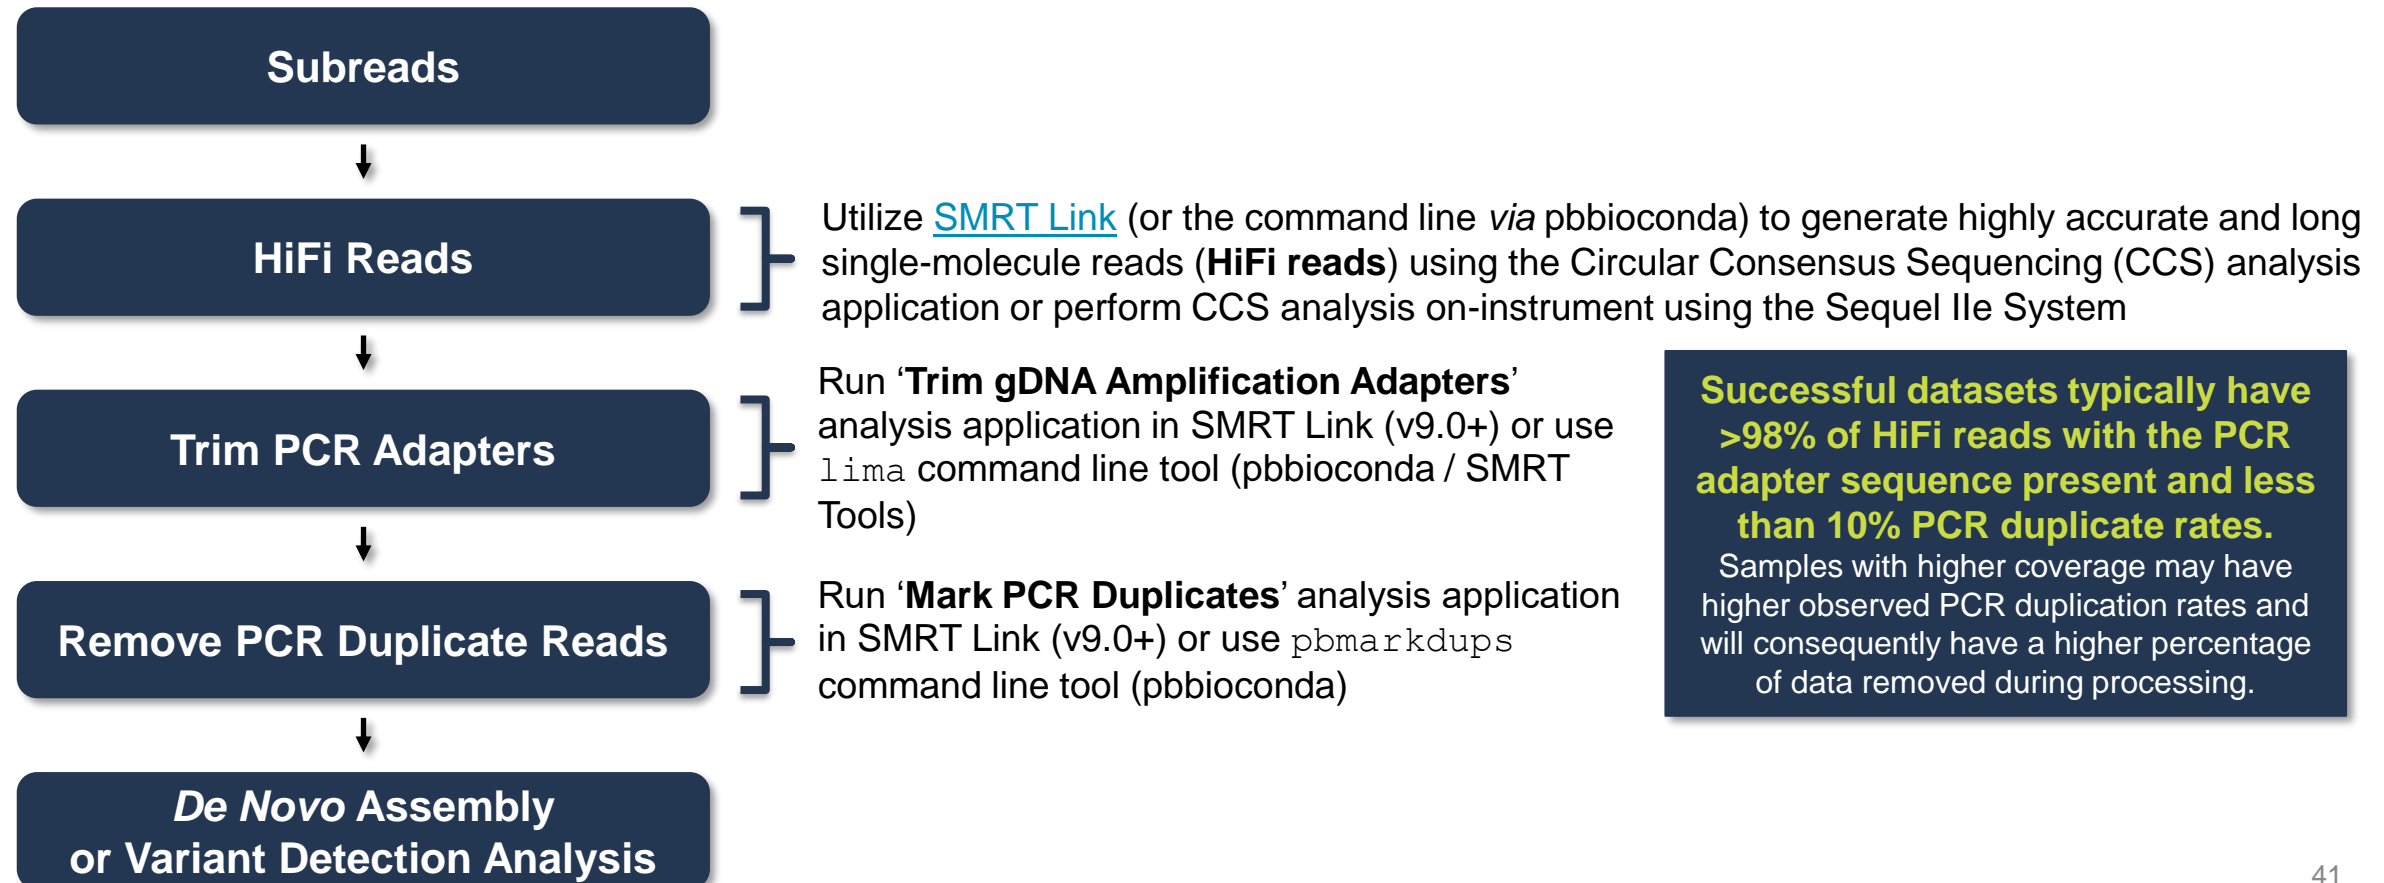 Subreads
HiFi Reads
Utilize SMRT Link (or the command line via pbbioconda) to generate highly accurate and long
single-molecule reads (HiFi reads) using the Circular Consensus Sequencing (CCS) analysis
application or perform CCS analysis on-instrument using the Sequel IIe System
Trim PCR Adapters
Run ‘Trim gDNA Amplification Adapters’
analysis application in SMRT Link (v9.0+) or use
lima command line tool (pbbioconda / SMRT
Tools)
Successful datasets typically have
>98% of HiFi reads with the PCR
adapter sequence present and less
than 10% PCR duplicate rates.
Samples with higher coverage may have
higher observed PCR duplication rates and
will consequently have a higher percentage
of data removed during processing.
Remove PCR Duplicate Reads
Run ‘Mark PCR Duplicates’ analysis application
in SMRT Link (v9.0+) or use pbmarkdups
command line tool (pbbioconda)
De Novo Assembly
or Variant Detection Analysis
41